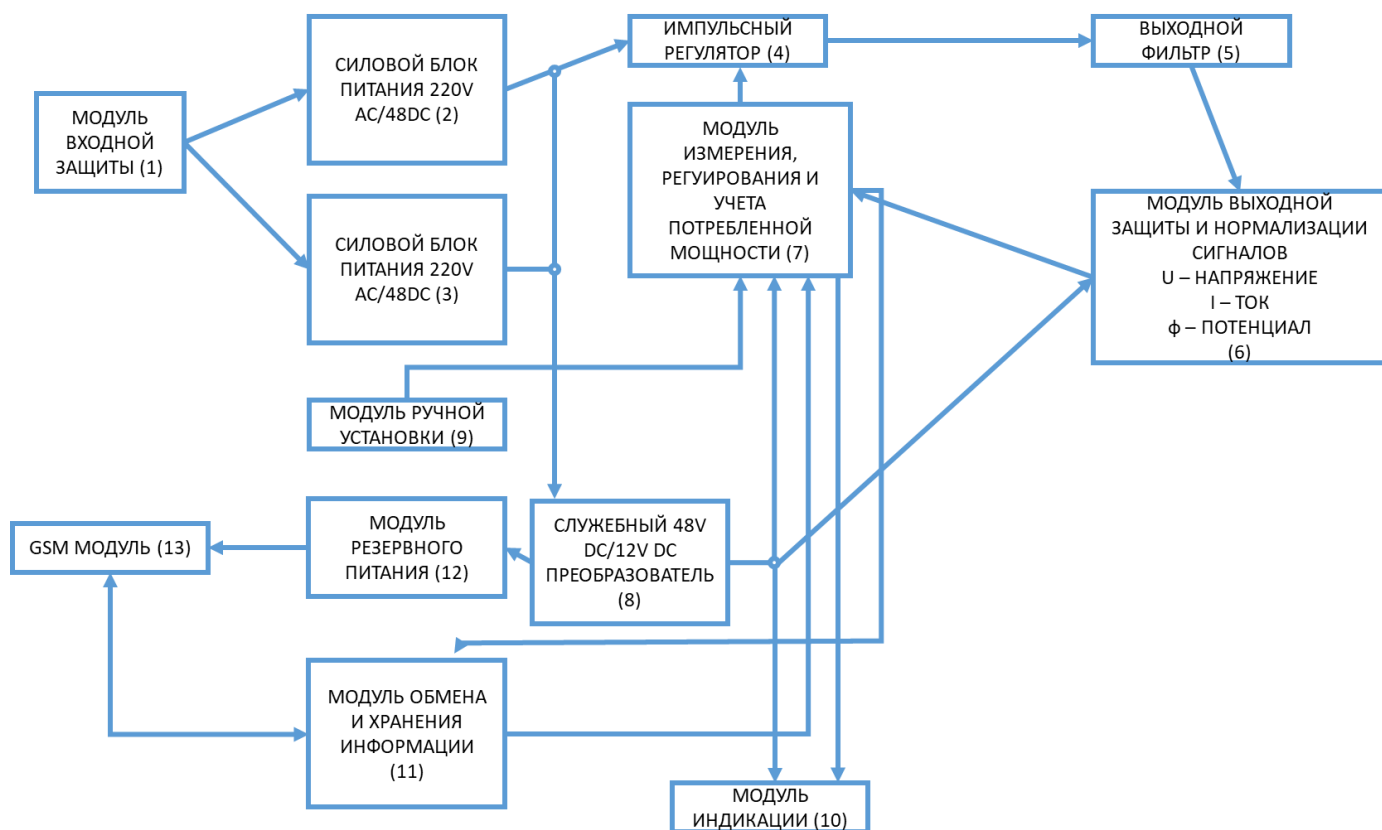 МОДУЛЬ
ВХОДНОЙ
ЗАЩИТЫ (1)
СИЛОВОЙ БЛОК
ПИТАНИЯ 220V
AC/48DC (2)
СИЛОВОЙ БЛОК
ПИТАНИЯ 220V
AC/48DC (3)
ИМПУЛЬСНЫЙ
РЕГУЛЯТОР (4)
ВЫХОДНОЙ
ФИЛЬТР (5)
МОДУЛЬ ВЫХОДНОЙ
ЗАЩИТЫ И НОРМАЛИЗАЦИИ
СИГНАЛОВ
U – НАПРЯЖЕНИЕ
I – ТОК
ф – ПОТЕНЦИАЛ
(6)
МОДУЛЬ
ИЗМЕРЕНИЯ,
РЕГУИРОВАНИЯ И
УЧЕТА
ПОТРЕБЛЕННОЙ
МОЩНОСТИ (7)
МОДУЛЬ РУЧНОЙ
УСТАНОВКИ (9)
СЛУЖЕБНЫЙ 48V
DC/12V DC
ПРЕОБРАЗОВАТЕЛЬ
(8)
МОДУЛЬ
РЕЗЕРВНОГО
ПИТАНИЯ (12)
GSM МОДУЛЬ (13)
МОДУЛЬ ОБМЕНА
И ХРАНЕНИЯ
ИНФОРМАЦИИ
(11)
МОДУЛЬ
ИНДИКАЦИИ (10)